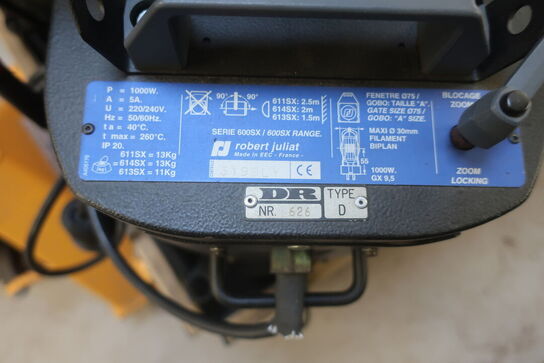 P = 1000W.
A = 5A.
U = 220/240V.
Hz = 50/60Hz.
ta = 40°C.
t max = 260°C.
IP 20.
611SX = 13Kg
614SX = 13Kg
613SX = 11Kg
90° 90°
611SX: 2.5m
614SX: 2m
613SX: 1.5m
SERIE 600SX / 600SX RANGE.
robert juliat
Made in EEC - France -
CE
FENETRE Ø75 /
GOBO: TAILLE "A".
GATE SIZE Ø75 /
GOBO: "A" SIZE.
MAXI Ø 30mm
FILAMENT
BIPLAN
55
1000W.
GX 9,5
BLOCAGE
ZOOM
ZOOM
LOCKING
DR
NR. 626
TYPE
D